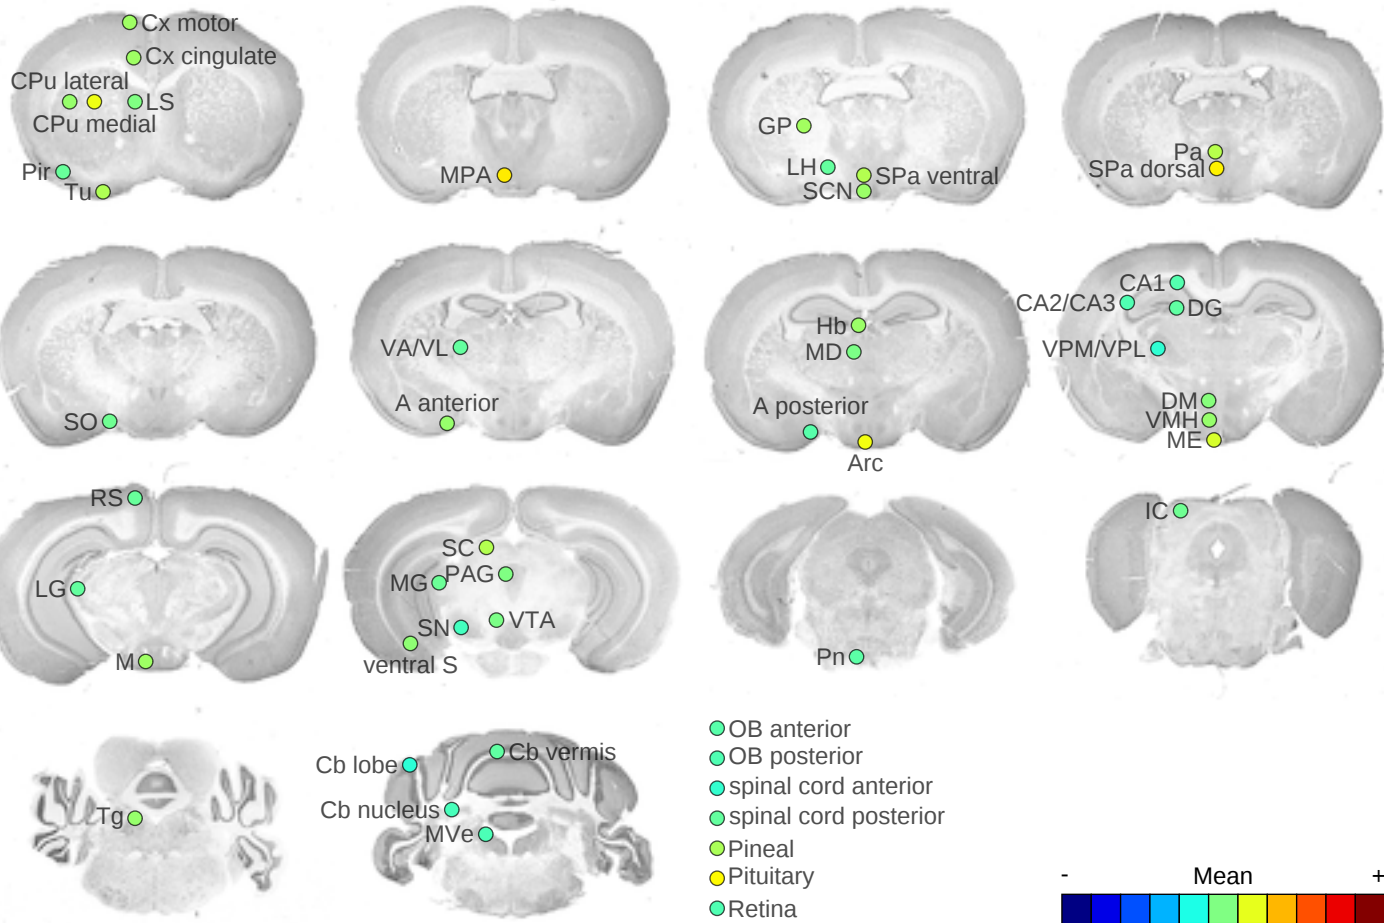 Cx motor
Cx cingulate
CPu lateral
LS
CPu medial
Pir
Tu
MPA
GP
LH
SPa ventral
SCN
Pa
SPa dorsal
SO
VA/VL
A anterior
Hb
MD
A posterior
Arc
CA1
CA2/CA3
DG
VPM/VPL
DM
VMH
ME
RS
LG
M
SC
MG
PAG
SN
VTA
ventral S
Pn
IC
Tg
Cb lobe
Cb vermis
Cb nucleus
MVe
OB anterior
OB posterior
spinal cord anterior
spinal cord posterior
Pineal
Pituitary
Retina
- Mean +